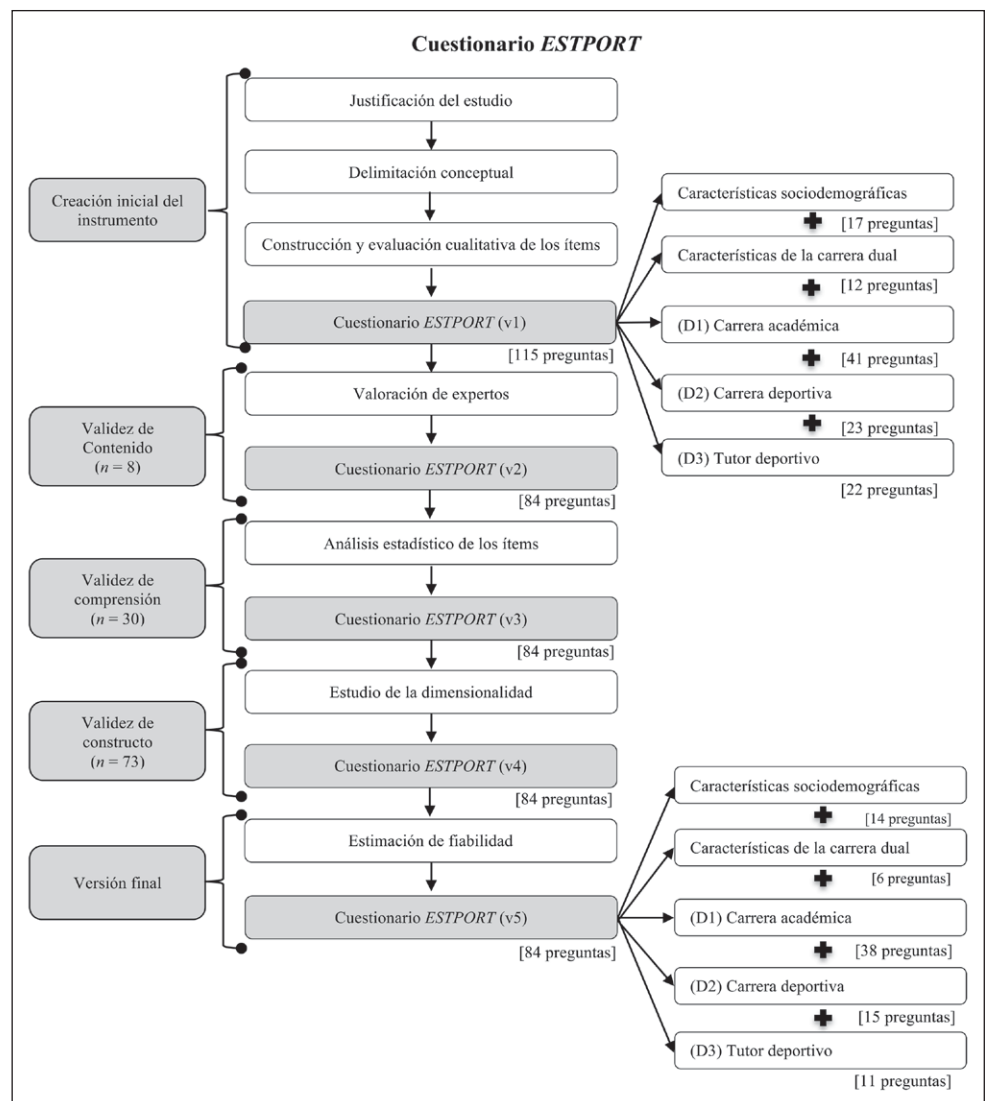 Cuestionario ESTPORT
Creación inicial del
instrumento
Justificación del estudio
Delimitación conceptual
Construcción y evaluación cualitativa de los ítems
Cuestionario ESTPORT (v1)
[115 preguntas]
Características sociodemográficas
[17 preguntas]
Características de la carrera dual
[12 preguntas]
(D1) Carrera académica
[41 preguntas]
(D2) Carrera deportiva
[23 preguntas]
(D3) Tutor deportivo
[22 preguntas]
Validez de
Contenido
(n = 8)
Valoración de expertos
Cuestionario ESTPORT (v2)
[84 preguntas]
Validez de
comprensión
(n = 30)
Análisis estadístico de los ítems
Cuestionario ESTPORT (v3)
[84 preguntas]
Validez de
constructo
(n = 73)
Estudio de la dimensionalidad
Cuestionario ESTPORT (v4)
[84 preguntas]
Versión final
Estimación de fiabilidad
Cuestionario ESTPORT (v5)
[84 preguntas]
Características sociodemográficas
[14 preguntas]
Características de la carrera dual
[6 preguntas]
(D1) Carrera académica
[38 preguntas]
(D2) Carrera deportiva
[15 preguntas]
(D3) Tutor deportivo
[11 preguntas]